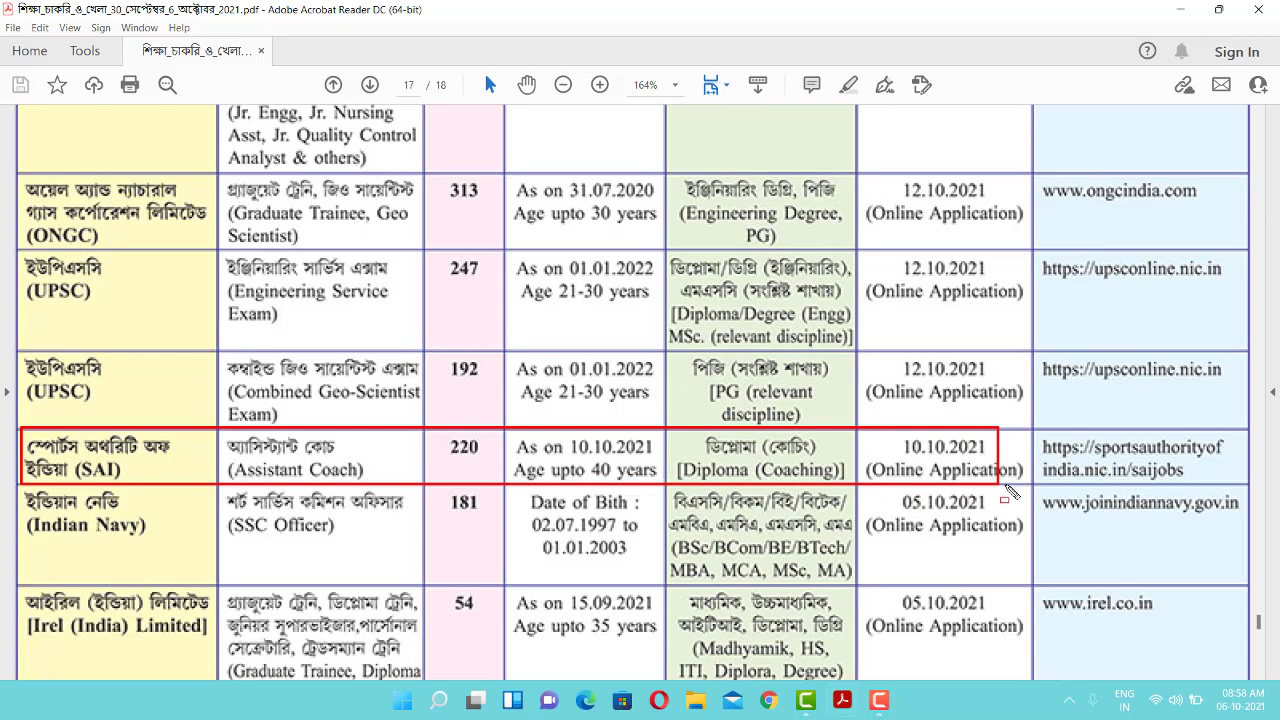 শিক্ষা_চাকরি_ও_খেলা_30_সেপ্টেম্বর_6_অক্টোবর_2021.pdf - Adobe Acrobat Reader DC (64-bit)
File Edit View Sign Window Help
Home Tools শিক্ষা_চাকরি_ও_খেলা... × Sign In
17 / 18 164%
(Jr. Engg, Jr. Nursing
Asst, Jr. Quality Control
Analyst & others)
অয়েল অ্যান্ড ন্যাচারাল
গ্যাস কর্পোরেশন লিমিটেড
(ONGC)
গ্র্যাজুয়েট ট্রেনি, জিও সায়েন্টিস্ট
(Graduate Trainee, Geo
Scientist)
313
As on 31.07.2020
Age upto 30 years
ইঞ্জিনিয়ারিং ডিগ্রি, পিজি
(Engineering Degree,
PG)
12.10.2021
(Online Application)
www.ongcindia.com
ইউপিএসসি
(UPSC)
ইঞ্জিনিয়ারিং সার্ভিস এক্সাম
(Engineering Service
Exam)
247
As on 01.01.2022
Age 21-30 years
ডিপ্লোমা/ডিগ্রি (ইঞ্জিনিয়ারিং),
এমএসসি (সংশ্লিষ্ট শাখায়)
[Diploma/Degree (Engg)
MSc. (relevant discipline)]
12.10.2021
(Online Application)
https://upsconline.nic.in
ইউপিএসসি
(UPSC)
কম্বাইন্ড জিও সায়েন্টিস্ট এক্সাম
(Combined Geo-Scientist
Exam)
192
As on 01.01.2022
Age 21-30 years
পিজি (সংশ্লিষ্ট শাখায়)
[PG (relevant
discipline)
12.10.2021
(Online Application)
https://upsconline.nic.in
স্পোর্টস অথরিটি অফ
ইন্ডিয়া (SAI)
অ্যাসিস্ট্যান্ট কোচ
(Assistant Coach)
220
As on 10.10.2021
Age upto 40 years
ডিপ্লোমা (কোচিং)
[Diploma (Coaching)]
10.10.2021
(Online Application)
https://sportsauthorityof
india.nic.in/saijobs
ইন্ডিয়ান নেভি
(Indian Navy)
শর্ট সার্ভিস কমিশন অফিসার
(SSC Officer)
181
Date of Bith :
02.07.1997 to
01.01.2003
বিএসসি/বিকম/বিই/বিটেক/
এমবিএ, এমসিএ, এমএসসি, এমএ
(BSc/BCom/BE/BTech/
MBA, MCA, MSc, MA)
05.10.2021
(Online Application)
www.joinindiannavy.gov.in
আইরিল (ইন্ডিয়া) লিমিটেড
[Irel (India) Limited]
গ্র্যাজুয়েট ট্রেনি, ডিপ্লোমা ট্রেনি,
জুনিয়র সুপারভাইজার,পার্সোনাল
সেক্রেটারি, ট্রেডসম্যান ট্রেনি
(Graduate Trainee, Diploma
54
As on 15.09.2021
Age upto 35 years
মাধ্যমিক, উচ্চমাধ্যমিক,
আইটিআই, ডিপ্লোমা, ডিগ্রি
(Madhyamik, HS,
ITI, Diplora, Degree)
05.10.2021
(Online Application)
www.irel.co.in
ENG
IN
08:58 AM
06-10-2021